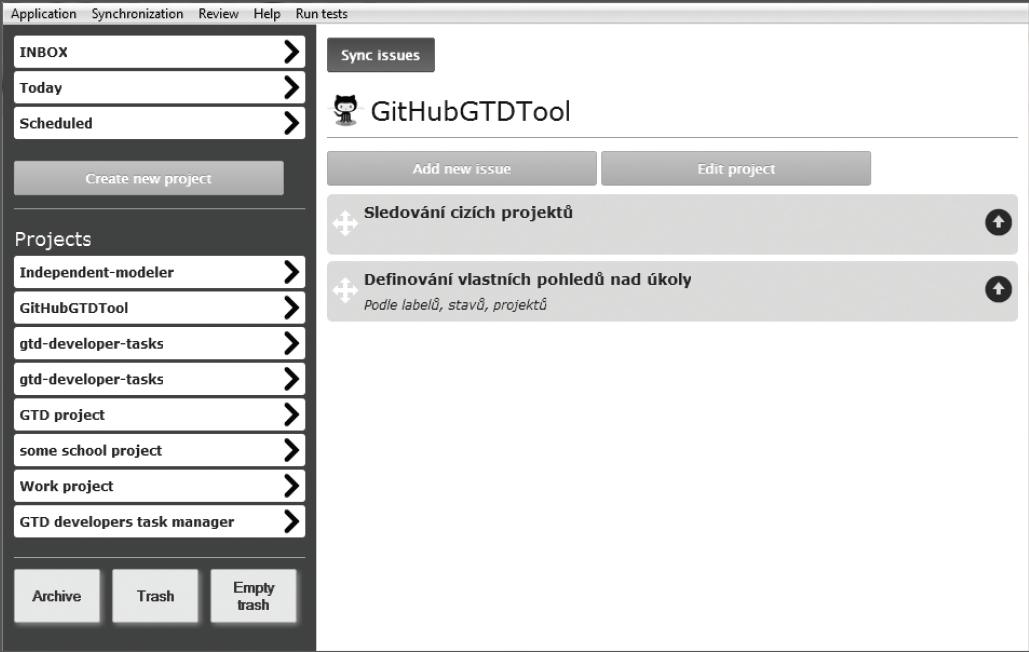 Application Synchronization Review Help Run tests
INBOX
Today
Scheduled
Create new project
Projects
Independent-modeler
GitHubGTDTool
gtd-developer-tasks
gtd-developer-tasks
GTD project
some school project
Work project
GTD developers task manager
Archive
Trash
Empty
trash
Sync issues
GitHubGTDTool
Add new issue
Edit project
Sledování cizích projektů
Definování vlastních pohledů nad úkoly
Podle labelů, stavů, projektů